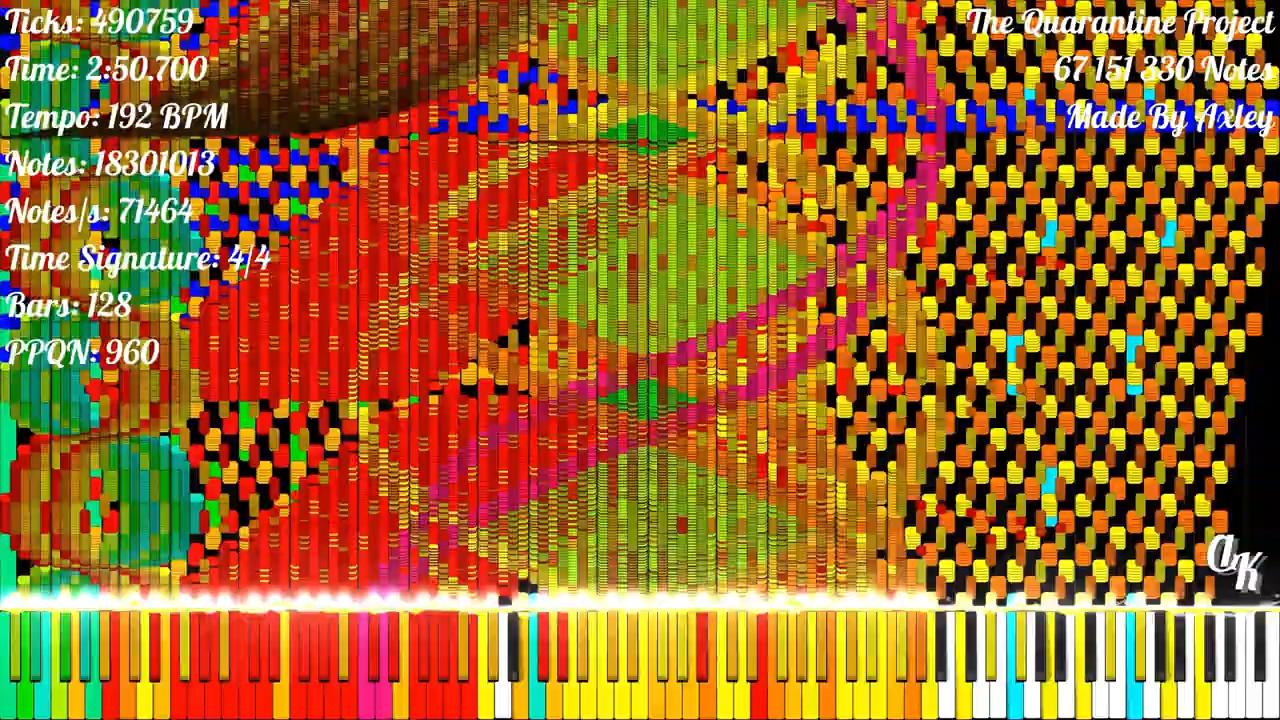 Ticks: 490759
Time: 2:50.700
Tempo: 192 BPM
Notes: 18301013
Notes/s: 71464
Time Signature: 4/4
Bars: 128
PPQN: 960
The Quarantine Project
67 151 330 Notes
Made By Axley
AK